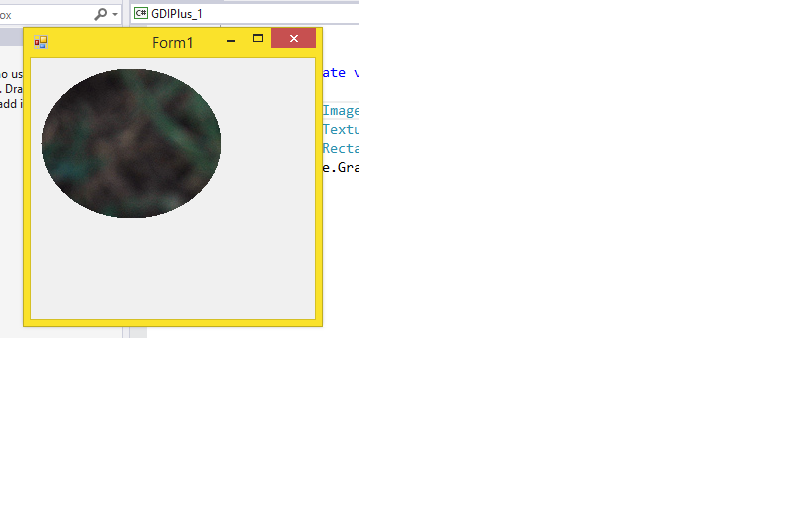 ox
GDIPlus_1
Form1
o us
. Dra
add i
ate v
Image
Textu
Recta
e.Gra